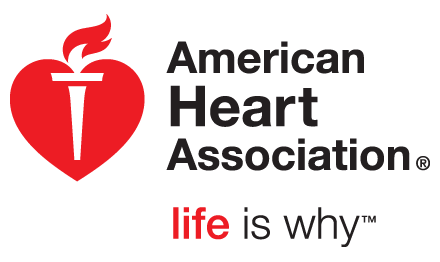 American
Heart
Association®
life is why™